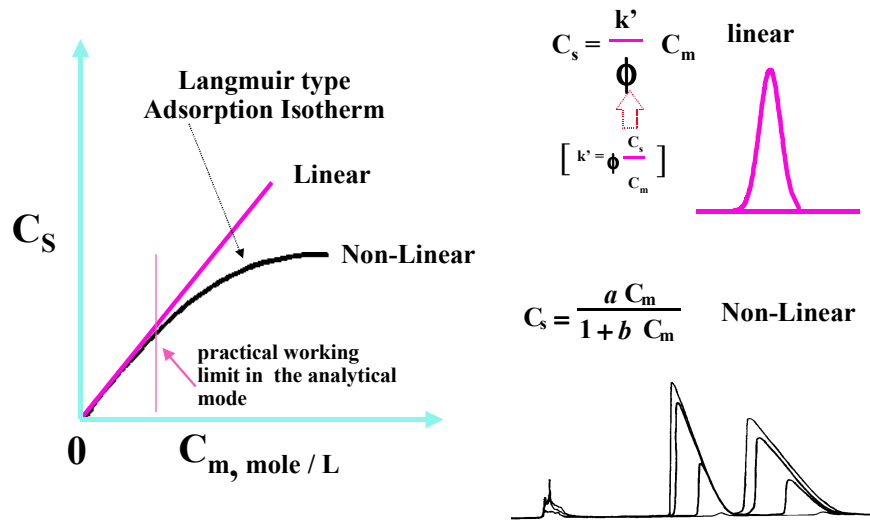 Langmuir type
Adsorption Isotherm
Linear
Non-Linear
C_S
practical working
limit in the analytical
mode
0
C_m, mole / L
C_s = k’/ϕ C_m linear
[ k’ = ϕ C_s/C_m ]
C_s = a C_m / 1 + b C_m Non-Linear